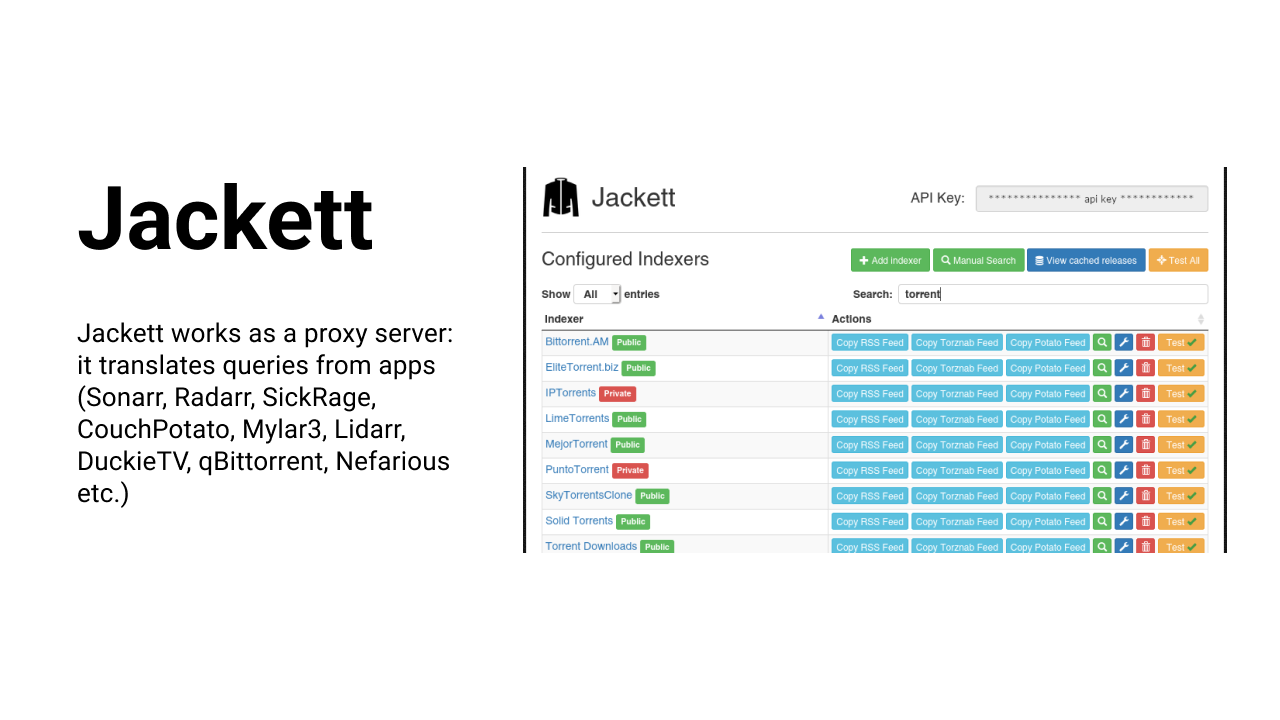 Jackett
Jackett works as a proxy server:
it translates queries from apps
(Sonarr, Radarr, SickRage,
CouchPotato, Mylar3, Lidarr,
DuckieTV, qBittorrent, Nefarious
etc.)
Jackett API Key: *************** api key ************
Configured Indexers Add indexer Manual Search View cached releases Test All
Show All entries Search: torrent
Indexer Actions
Bittorrent.AM Public Copy RSS Feed Copy Torznab Feed Copy Potato Feed Test
EliteTorrent.biz Public Copy RSS Feed Copy Torznab Feed Copy Potato Feed Test
IPTorrents Private Copy RSS Feed Copy Torznab Feed Copy Potato Feed Test
LimeTorrents Public Copy RSS Feed Copy Torznab Feed Copy Potato Feed Test
MejorTorrent Public Copy RSS Feed Copy Torznab Feed Copy Potato Feed Test
PuntoTorrent Private Copy RSS Feed Copy Torznab Feed Copy Potato Feed Test
SkyTorrentsClone Public Copy RSS Feed Copy Torznab Feed Copy Potato Feed Test
Solid Torrents Public Copy RSS Feed Copy Torznab Feed Copy Potato Feed Test
Torrent Downloads Public Copy RSS Feed Copy Torznab Feed Copy Potato Feed Test